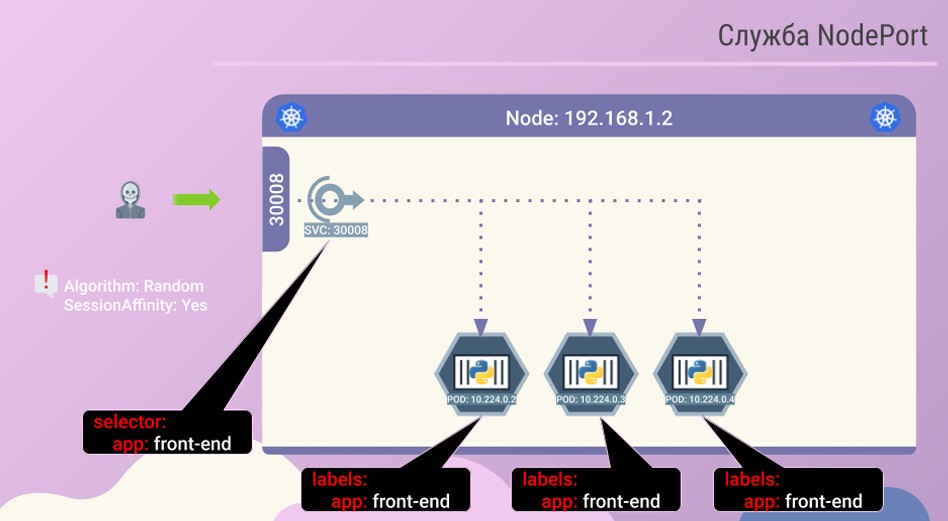 Служба NodePort
Node: 192.168.1.2
30008
SVC: 30008
Algorithm: Random
SessionAffinity: Yes
POD: 10.224.0.2
POD: 10.224.0.3
POD: 10.224.0.4
selector:
app: front-end
labels:
app: front-end
labels:
app: front-end
labels:
app: front-end